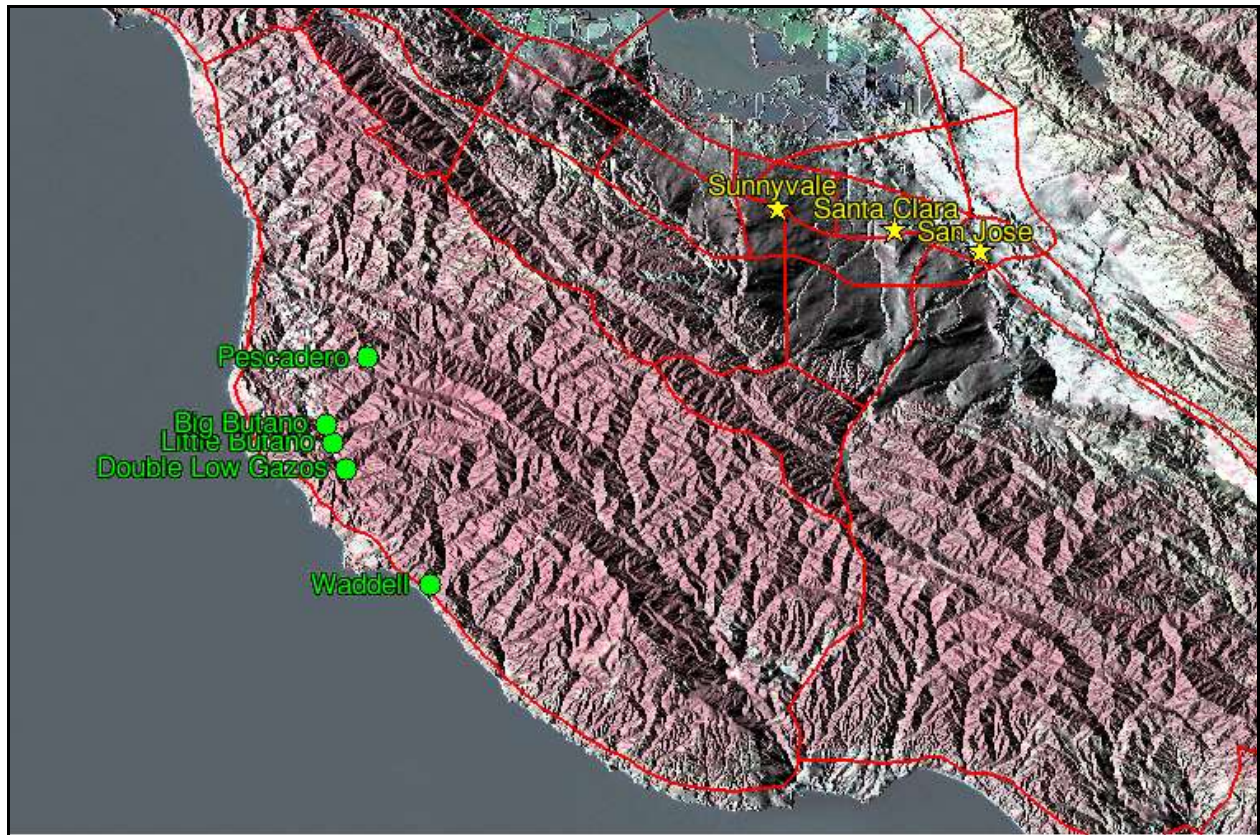 Sunnyvale
Santa Clara
San Jose
Pescadero
Big Butano
Little Butano
Double Low Gazos
Waddell